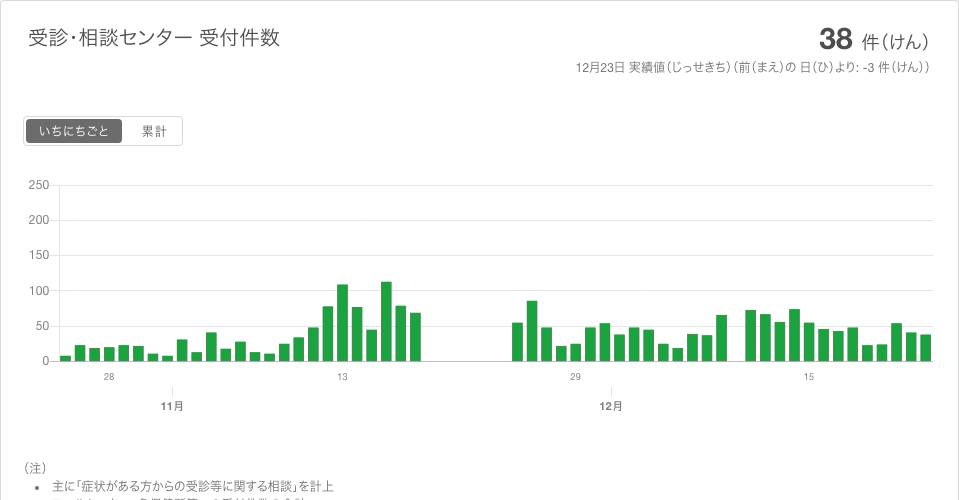 受診・相談センター 受付件数
38 件（けん）
12月23日 実績値（じっせきち）（前（まえ）の 日（ひ）より: -3 件（けん））
いちにちごと 累計
250
200
150
100
50
0
28 13 29 15
11月 12月
（注）
• 主に「症状がある方からの受診等に関する相談」を計上